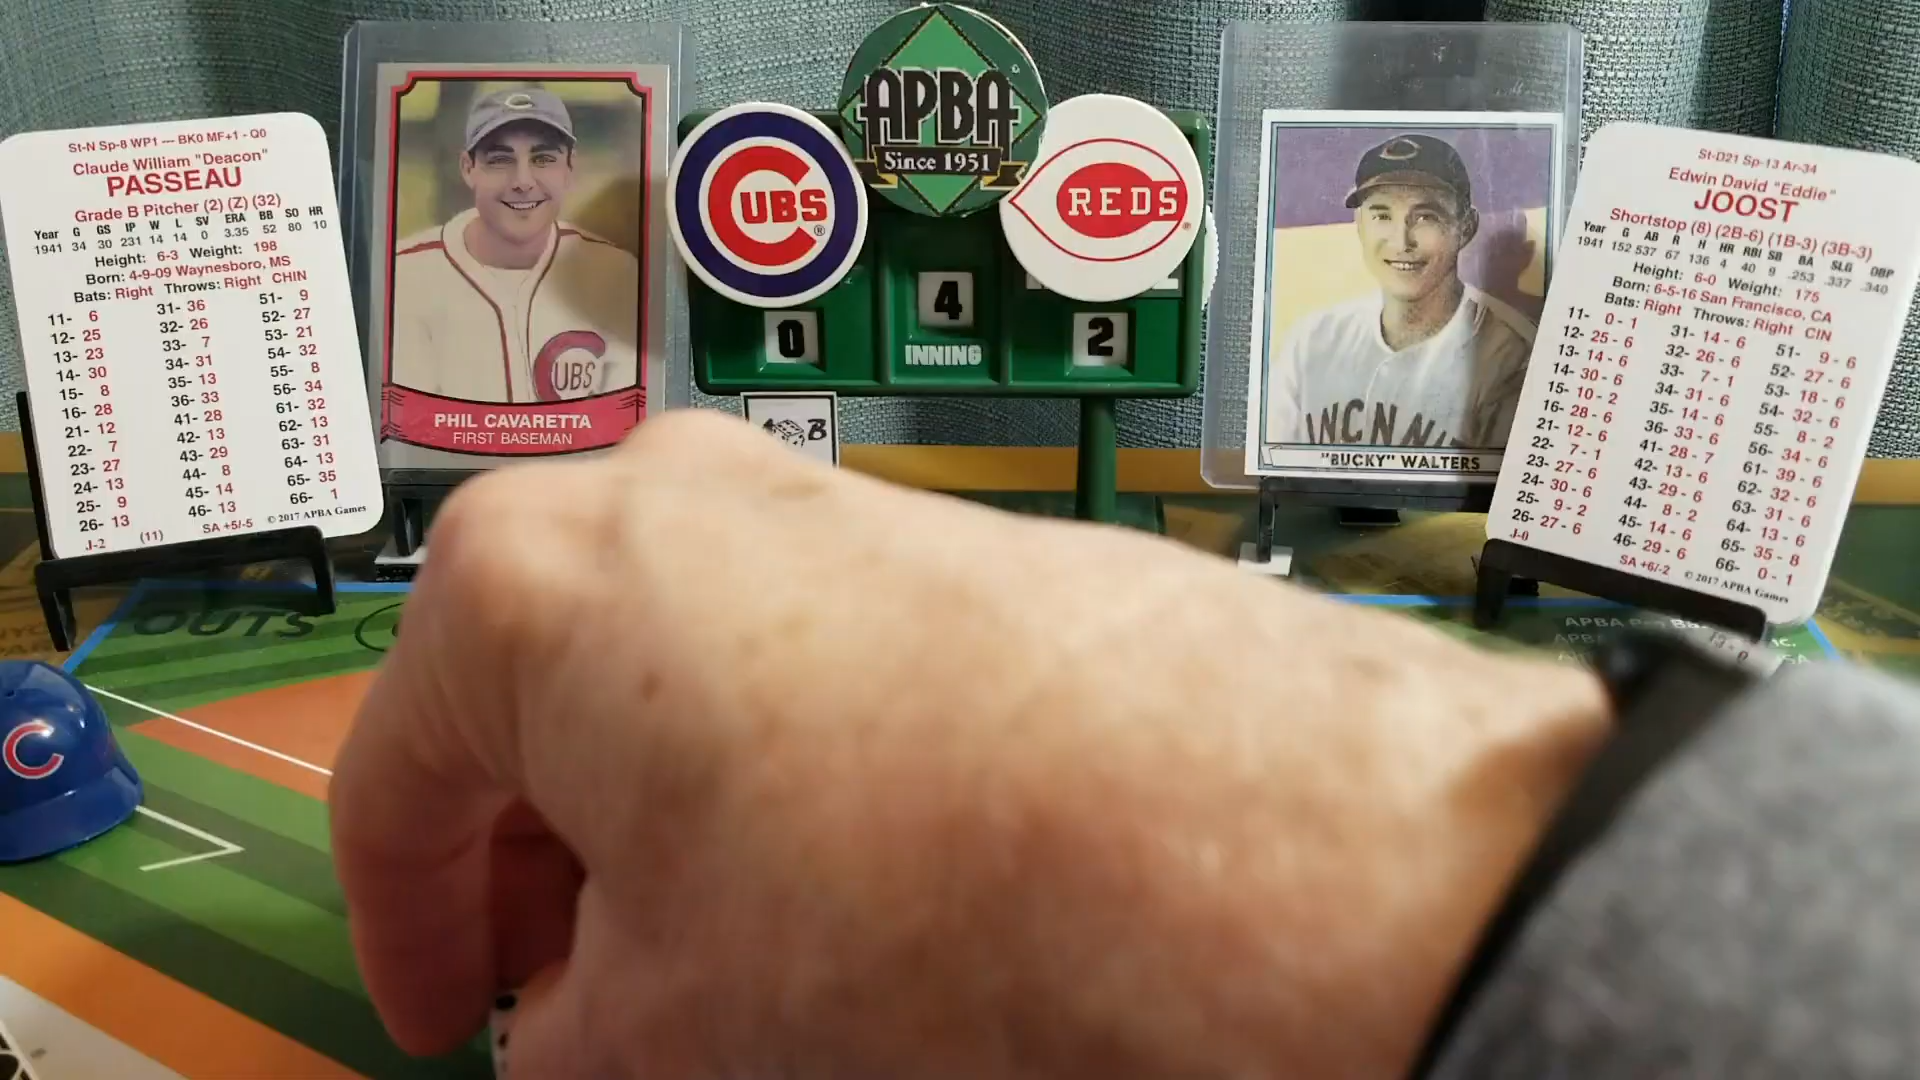 St-N Sp-8 WP1 --- BK0 MF+1 - Q0
Claude William "Deacon"
PASSEAU
Grade B Pitcher (2) (Z) (32)
Year G GS IP W L SV ERA BB SO HR
1941 34 30 231 14 14 0 3.35 52 80 10
Height: 6-3 Weight: 198
Born: 4-9-09 Waynesboro, MS
Bats: Right Throws: Right CHIN
11- 6 31- 36 51- 9
12- 25 32- 26 52- 27
13- 23 33- 7 53- 21
14- 30 34- 31 54- 32
15- 8 35- 13 55- 8
16- 28 36- 33 56- 34
21- 12 41- 28 61- 32
22- 7 42- 13 62- 13
23- 27 43- 29 63- 31
24- 13 44- 8 64- 13
25- 9 45- 14 65- 35
26- 13 46- 13 66- 1
J-2 (11) SA +5/-5 © 2017 APBA Games
C
CUBS
PHIL CAVARETTA
FIRST BASEMAN
APBA
Since 1951
CUBS
REDS
0
4
INNING
2
B
INCNN
"BUCKY" WALTERS
St-D21 Sp-13 Ar-34
Edwin David "Eddie"
JOOST
Shortstop (8) (2B-6) (1B-3) (3B-3)
Year G AB R H HR RBI SB BA SLG OBP
1941 152 537 67 136 4 40 9 .253 .337 .340
Height: 6-0 Weight: 175
Born: 6-5-16 San Francisco, CA
Bats: Right Throws: Right CIN
11- 0 - 1 31- 14 - 6 51- 9 - 6
12- 25 - 6 32- 26 - 6 52- 27 - 6
13- 14 - 6 33- 7 - 1 53- 18 - 6
14- 30 - 6 34- 31 - 6 54- 32 - 6
15- 10 - 2 35- 14 - 6 55- 8 - 2
16- 28 - 6 36- 33 - 6 56- 34 - 6
21- 12 - 6 41- 28 - 7 61- 39 - 6
22- 7 - 1 42- 13 - 6 62- 32 - 6
23- 27 - 6 43- 29 - 6 63- 31 - 6
24- 30 - 6 44- 8 - 2 64- 13 - 6
25- 9 - 2 45- 14 - 6 65- 35 - 8
26- 27 - 6 46- 29 - 6 66- 0 - 1
J-0 SA +6/-2 © 2017 APBA Games
OUTS
C